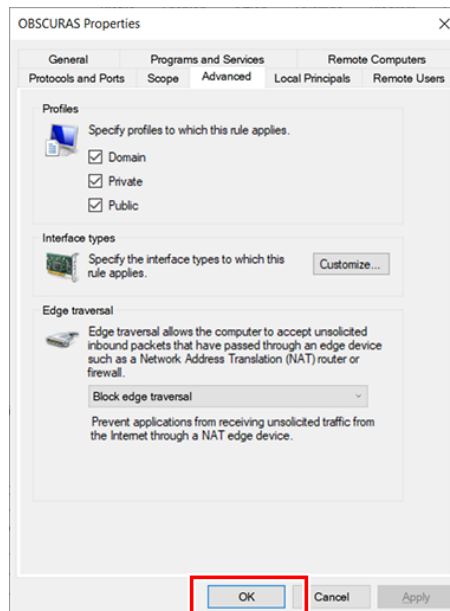 OBSCURAS Properties
General Programs and Services Remote Computers
Protocols and Ports Scope Advanced Local Principals Remote Users
Profiles
Specify profiles to which this rule applies.
Domain
Private
Public
Interface types
Specify the interface types to which this
rule applies.
Customize...
Edge traversal
Edge traversal allows the computer to accept unsolicited
inbound packets that have passed through an edge device
such as a Network Address Translation (NAT) router or
firewall.
Block edge traversal
Prevent applications from receiving unsolicited traffic from
the Internet through a NAT edge device.
OK Cancel Apply